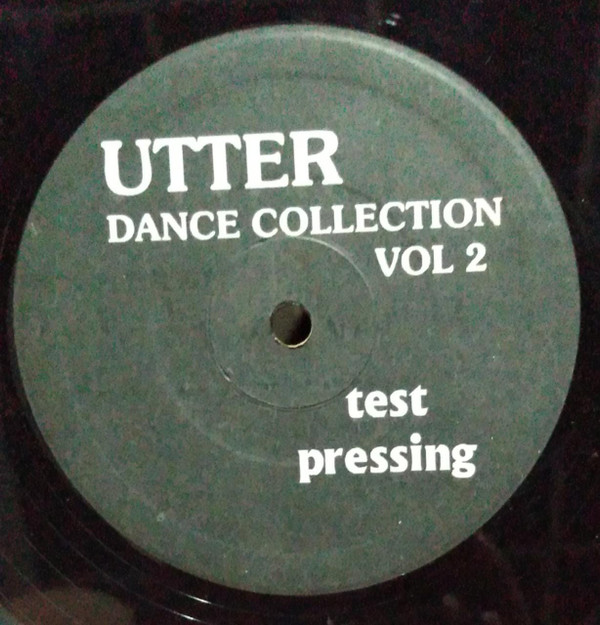 UTTER
DANCE COLLECTION
VOL 2
test
pressing